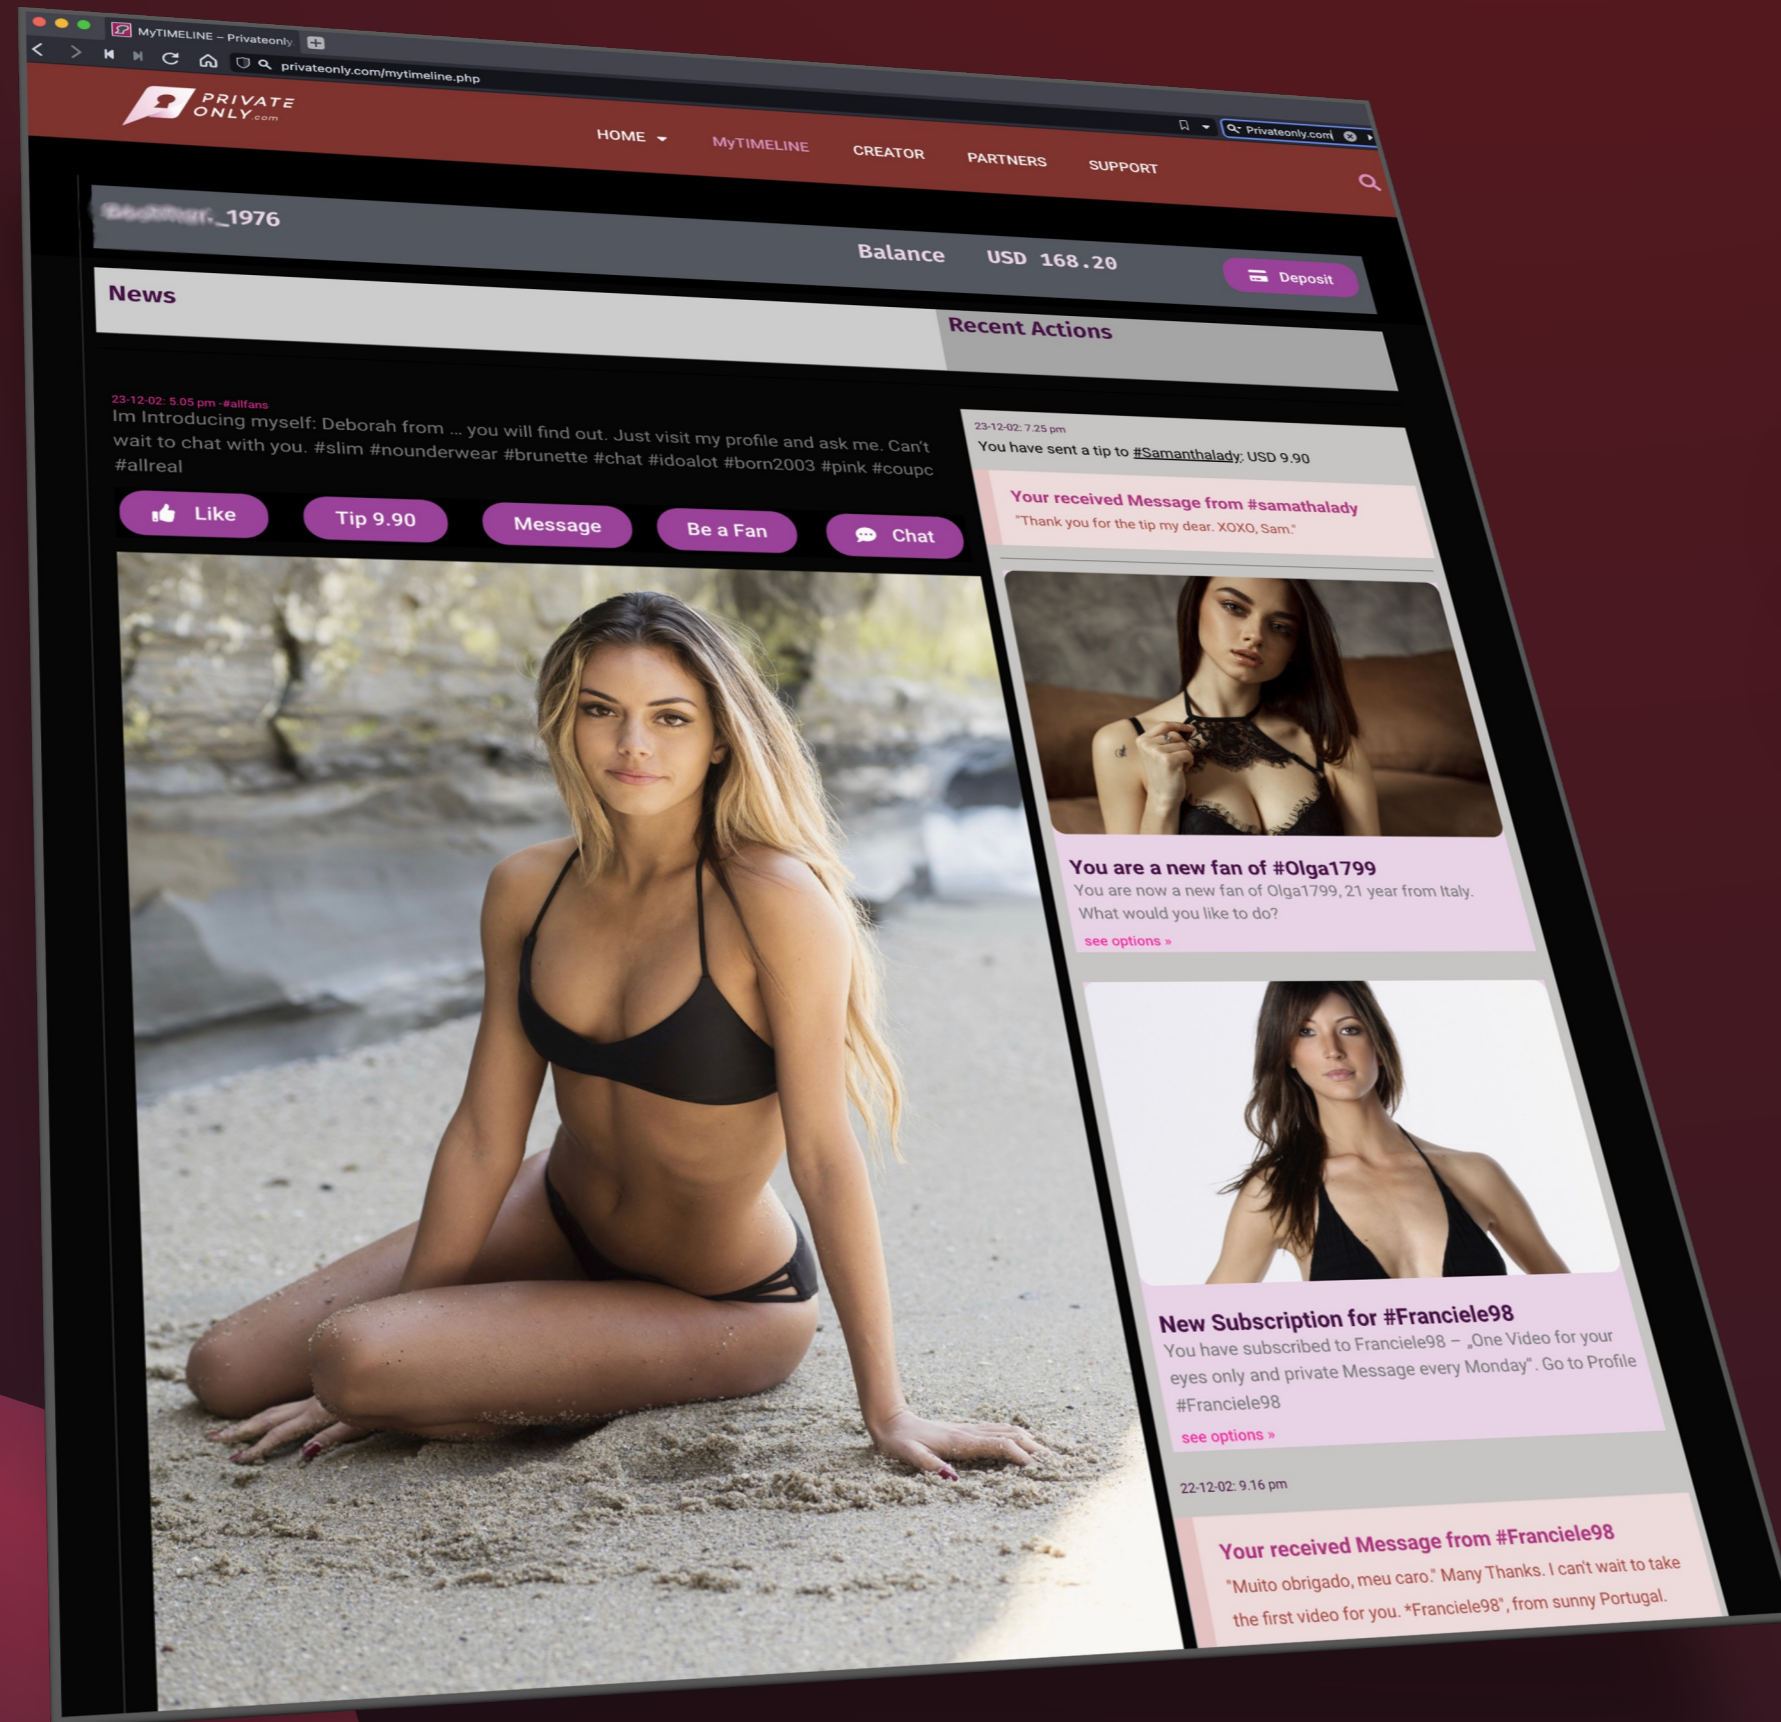 MyTIMELINE – Privateonly
privateonly.com/mytimeline.php
Privateonly.com
PRIVATE
ONLY.com
HOME
MyTIMELINE
CREATOR
PARTNERS
SUPPORT
_1976
Balance USD 168.20
Deposit
News
23-12-02: 5.05 pm -#allfans
Im Introducing myself: Deborah from ... you will find out. Just visit my profile and ask me. Can't
wait to chat with you. #slim #nounderwear #brunette #chat #idoalot #born2003 #pink #coupc
#allreal
Like
Tip 9.90
Message
Be a Fan
Chat
Recent Actions
23-12-02: 7.25 pm
You have sent a tip to #Samanthalady: USD 9.90
Your received Message from #samathalady
"Thank you for the tip my dear. XOXO, Sam."
You are a new fan of #Olga1799
You are now a new fan of Olga1799, 21 year from Italy.
What would you like to do?
see options »
New Subscription for #Franciele98
You have subscribed to Franciele98 – „One Video for your
eyes only and private Message every Monday". Go to Profile
#Franciele98
see options »
22-12-02: 9.16 pm
Your received Message from #Franciele98
"Muito obrigado, meu caro." Many Thanks. I can't wait to take
the first video for you. *Franciele98", from sunny Portugal.